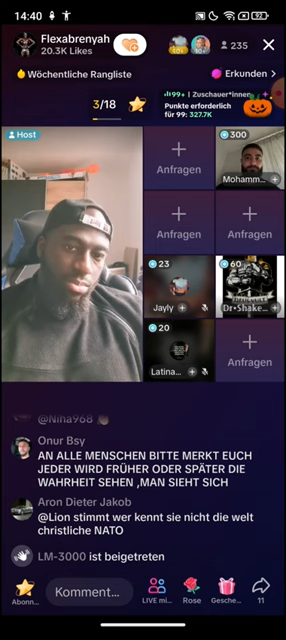 14:40
92
Flexabrenyah
20.3K Likes
235
Wöchentliche Rangliste
Erkunden >
3/18
99+ | Zuschauer*innen
Punkte erforderlich
für 99: 327.7K
Host
Anfragen
300
Mohamm...
Anfragen
Anfragen
23
Jayly
60
Dr•Shake...
20
Latina...
Anfragen
@Niha968
Onur Bsy
AN ALLE MENSCHEN BITTE MERKT EUCH
JEDER WIRD FRÜHER ODER SPÄTER DIE
WAHRHEIT SEHEN ,MAN SIEHT SICH
Aron Dieter Jakob
@Lion stimmt wer kennt sie nicht die welt
christliche NATO
LM-3000 ist beigetreten
Kommentar...
Abonn...
LIVE mi...
Rose
Gesche...
11